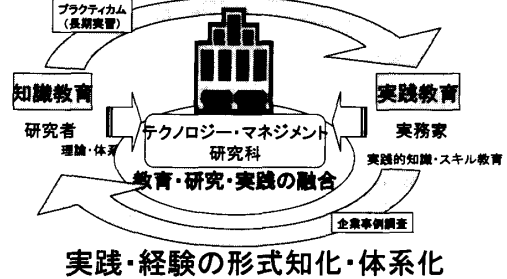 プラクティカム
(長期実習)
知識教育
実践教育
研究者
テクノロジー・マネジメント
研究科
実務家
理論・体系
実践的知識・スキル教育
教育・研究・実践の融合
企業事例調査
実践・経験の形式知化・体系化